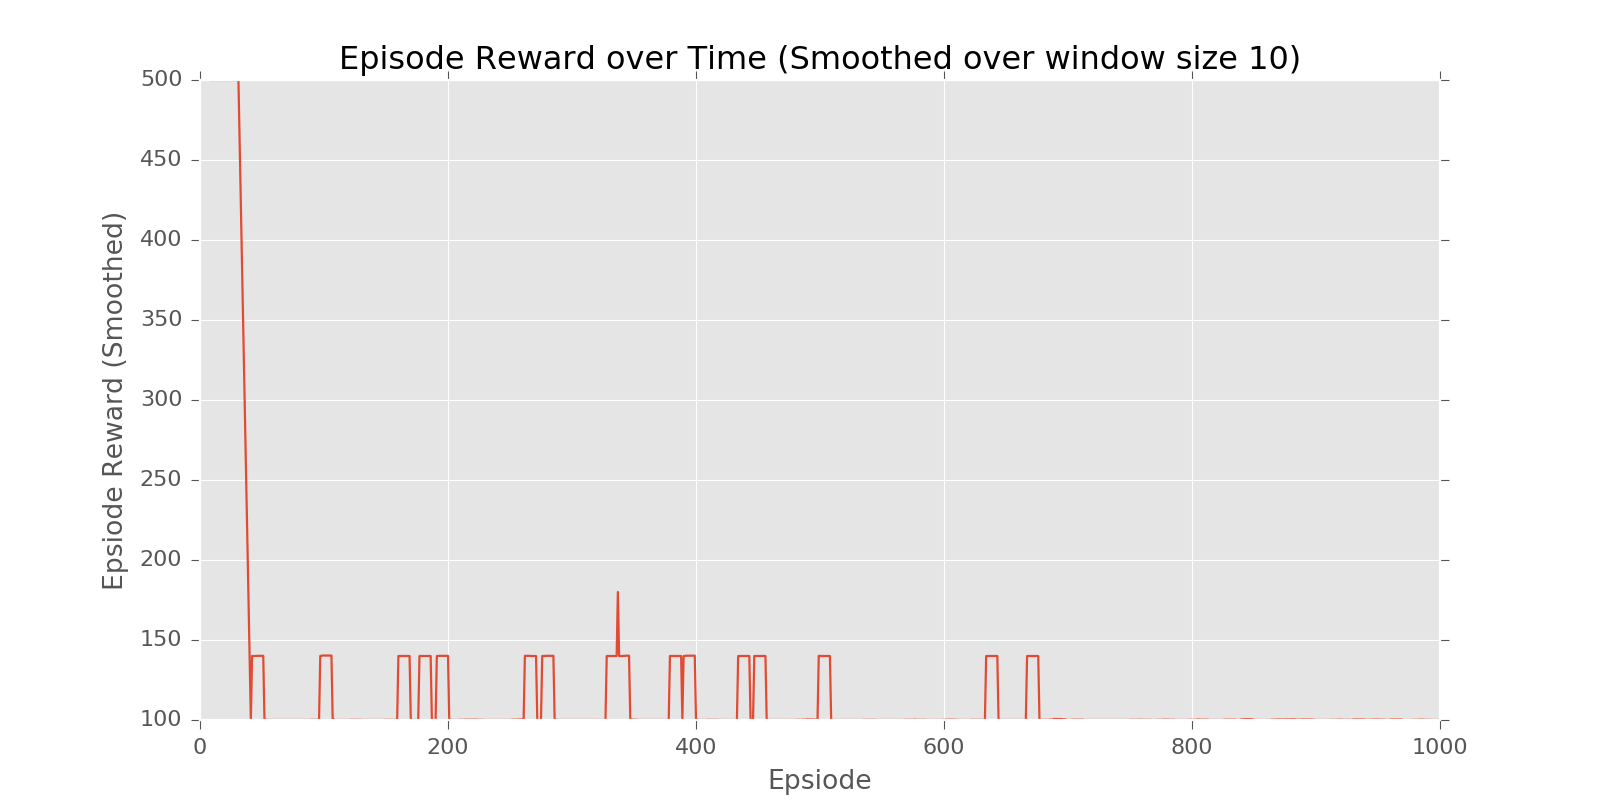 Episode Reward over Time (Smoothed over window size 10)
500
450
400
350
300
250
200
150
100
Epsiode Reward (Smoothed)
0 200 400 600 800 1000
Epsiode